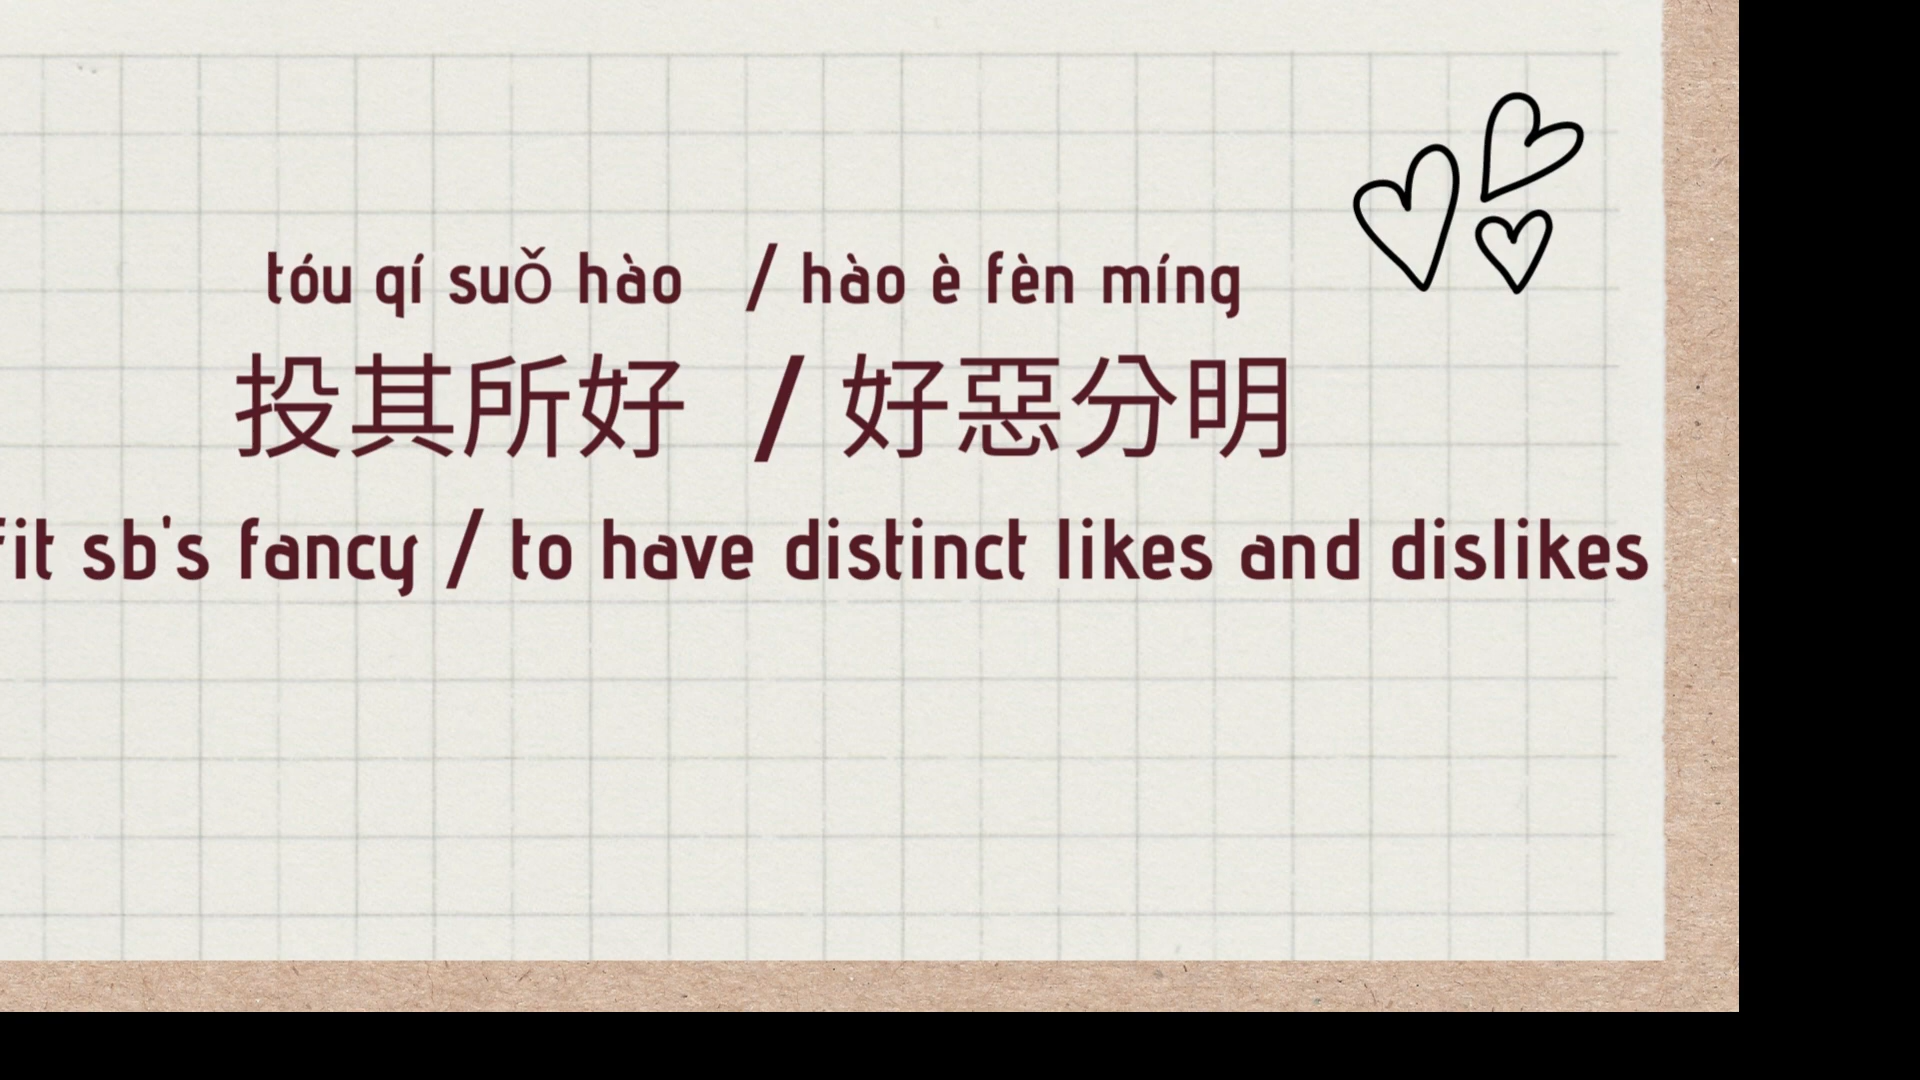 tóu qí suǒ hào / hào è fèn míng
投其所好 / 好惡分明
fit sb's fancy / to have distinct likes and dislikes